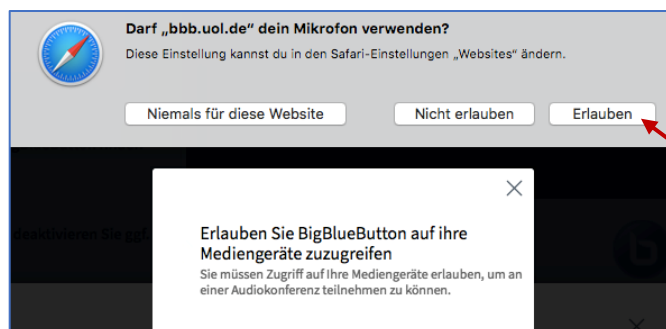 Darf „bbb.uol.de“ dein Mikrofon verwenden?
Diese Einstellung kannst du in den Safari-Einstellungen „Websites“ ändern.
Niemals für diese Website
Nicht erlauben
Erlauben
deaktivieren Sie ggf.
Erlauben Sie BigBlueButton auf ihre
Mediengeräte zuzugreifen
Sie müssen Zugriff auf Ihre Mediengeräte erlauben, um an
einer Audiokonferenz teilnehmen zu können.
b